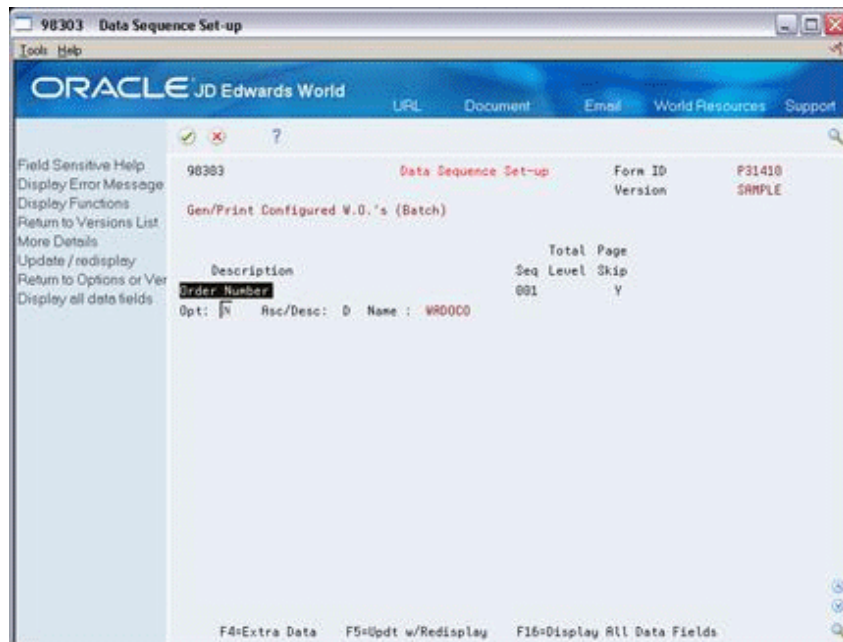 98303 Data Sequence Set-up
Tools Help
ORACLE JD Edwards World
URL Document Email World Resources Support
?
Field Sensitive Help
Display Error Message
Display Functions
Return to Versions List
More Details
Update / redisplay
Return to Options or Ver
Display all data fields
98303 Data Sequence Set-up Form ID P31410
Version SAMPLE
Gen/Print Configured W.O.'s (Batch)
Total Page
Description Seq Level Skip
Order Number 001 Y
Opt: N Asc/Desc: D Name : WADOCO
F4=Extra Data F5=Updt w/Redisplay F16=Display All Data Fields